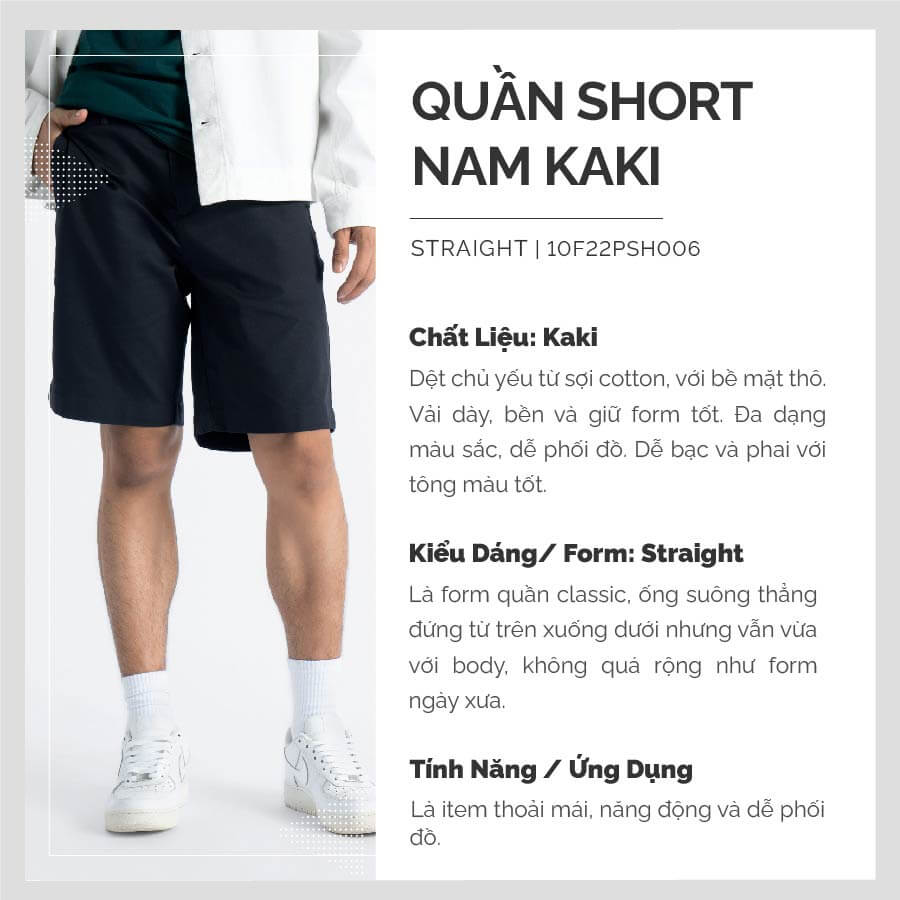 QUẦN SHORT
NAM KAKI
STRAIGHT | 10F22PSH006
Chất Liệu: Kaki
Dệt chủ yếu từ sợi cotton, với bề mặt thô.
Vải dày, bền và giữ form tốt. Đa dạng
màu sắc, dễ phối đồ. Dễ bạc và phai với
tông màu tốt.
Kiểu Dáng/ Form: Straight
Là form quần classic, ống suông thẳng
đứng từ trên xuống dưới nhưng vẫn vừa
với body, không quá rộng như form
ngày xưa.
Tính Năng / Ứng Dụng
Là item thoải mái, năng động và dễ phối
đồ.